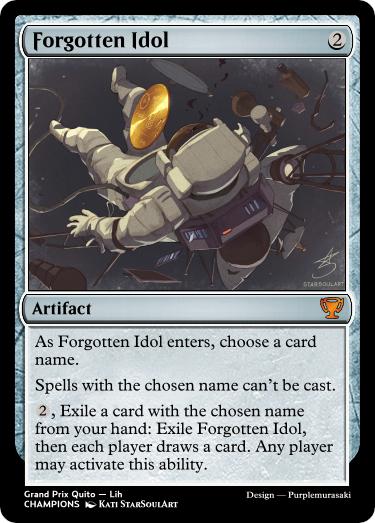 Forgotten Idol 2
STARSOULART
Artifact
As Forgotten Idol enters, choose a card
name.
Spells with the chosen name can't be cast.
2, Exile a card with the chosen name
from your hand: Exile Forgotten Idol,
then each player draws a card. Any player
may activate this ability.
Grand Prix Quito — Lih
CHAMPIONS Kati StarSoulArt
Design — Purplemurasaki